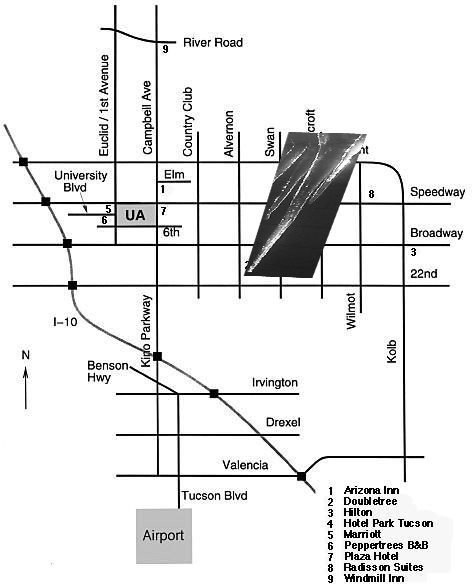 River Road
9
Euclid / 1st Avenue
Campbell Ave
Country Club
Alvernon
Swan
croft
nt
Elm
1
University
Blvd
8
Speedway
5
UA
7
6
6th
Broadway
3
22nd
I-10
Kino Parkway
Wilmot
Kolb
N
Benson
Hwy
Irvington
Drexel
Valencia
Tucson Blvd
Airport
1 Arizona Inn
2 Doubletree
3 Hilton
4 Hotel Park Tucson
5 Marriott
6 Peppertrees B&B
7 Plaza Hotel
8 Radisson Suites
9 Windmill Inn